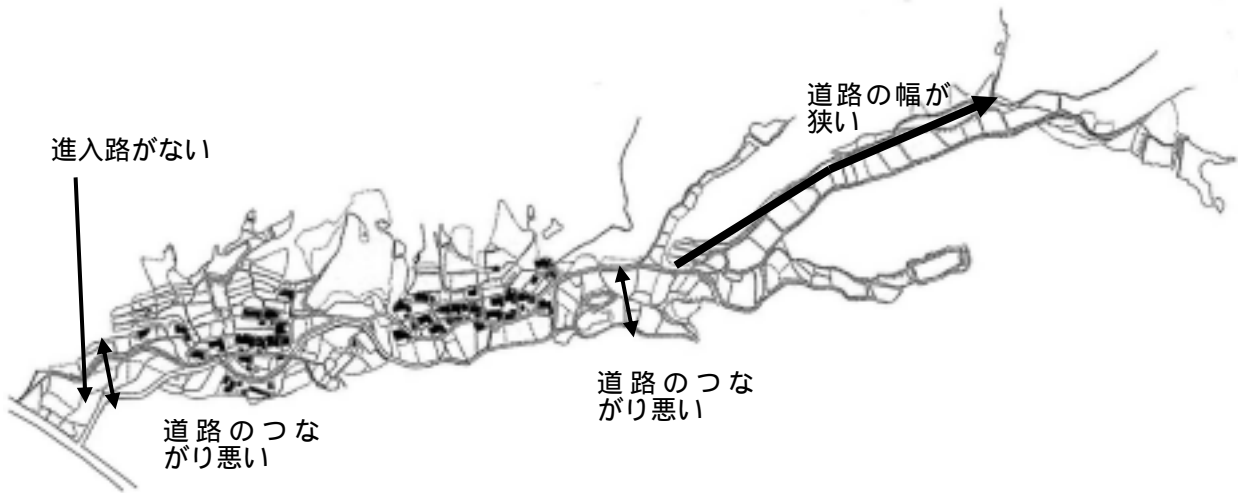 道路の幅が
狭い
進入路がない
道路のつな
がり悪い
道路のつな
がり悪い